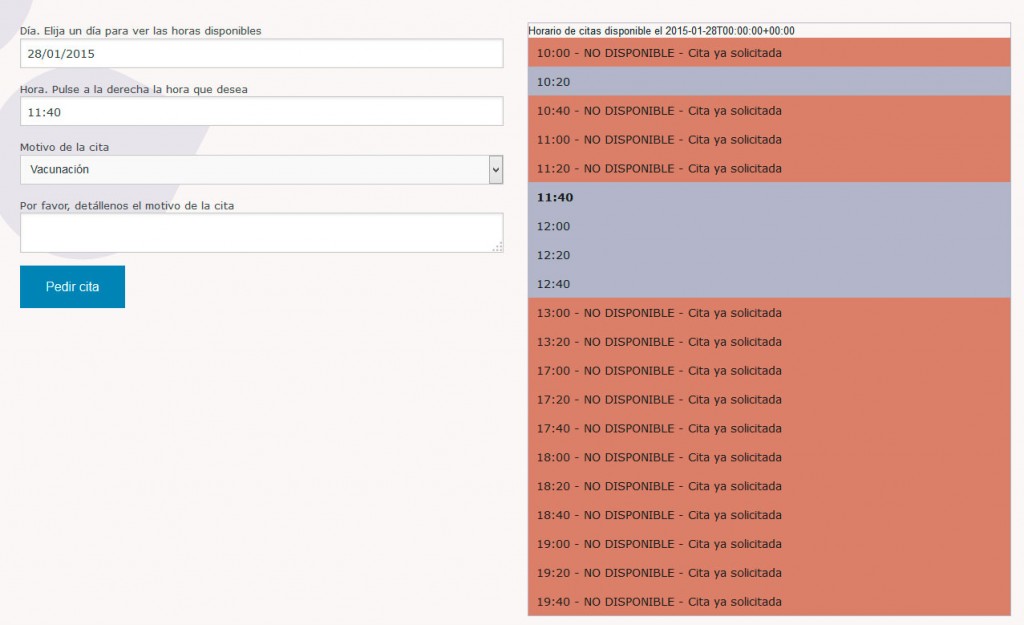 Día. Elija un día para ver las horas disponibles
28/01/2015
Hora. Pulse a la derecha la hora que desea
11:40
Motivo de la cita
Vacunación
Por favor, detállenos el motivo de la cita
Pedir cita
Horario de citas disponible el 2015-01-28T00:00:00+00:00
10:00 - NO DISPONIBLE - Cita ya solicitada
10:20
10:40 - NO DISPONIBLE - Cita ya solicitada
11:00 - NO DISPONIBLE - Cita ya solicitada
11:20 - NO DISPONIBLE - Cita ya solicitada
11:40
12:00
12:20
12:40
13:00 - NO DISPONIBLE - Cita ya solicitada
13:20 - NO DISPONIBLE - Cita ya solicitada
17:00 - NO DISPONIBLE - Cita ya solicitada
17:20 - NO DISPONIBLE - Cita ya solicitada
17:40 - NO DISPONIBLE - Cita ya solicitada
18:00 - NO DISPONIBLE - Cita ya solicitada
18:20 - NO DISPONIBLE - Cita ya solicitada
18:40 - NO DISPONIBLE - Cita ya solicitada
19:00 - NO DISPONIBLE - Cita ya solicitada
19:20 - NO DISPONIBLE - Cita ya solicitada
19:40 - NO DISPONIBLE - Cita ya solicitada